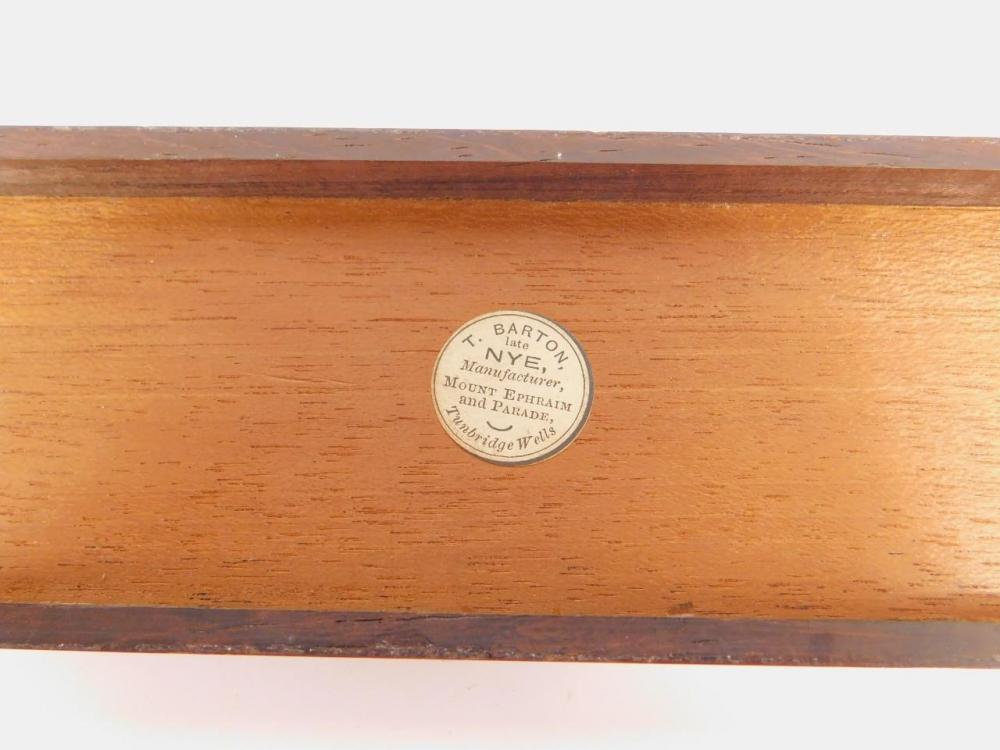 T. BARTON,
late
NYE,
Manufacturer,
MOUNT EPHRAIM
and PARADE,
Tunbridge Wells